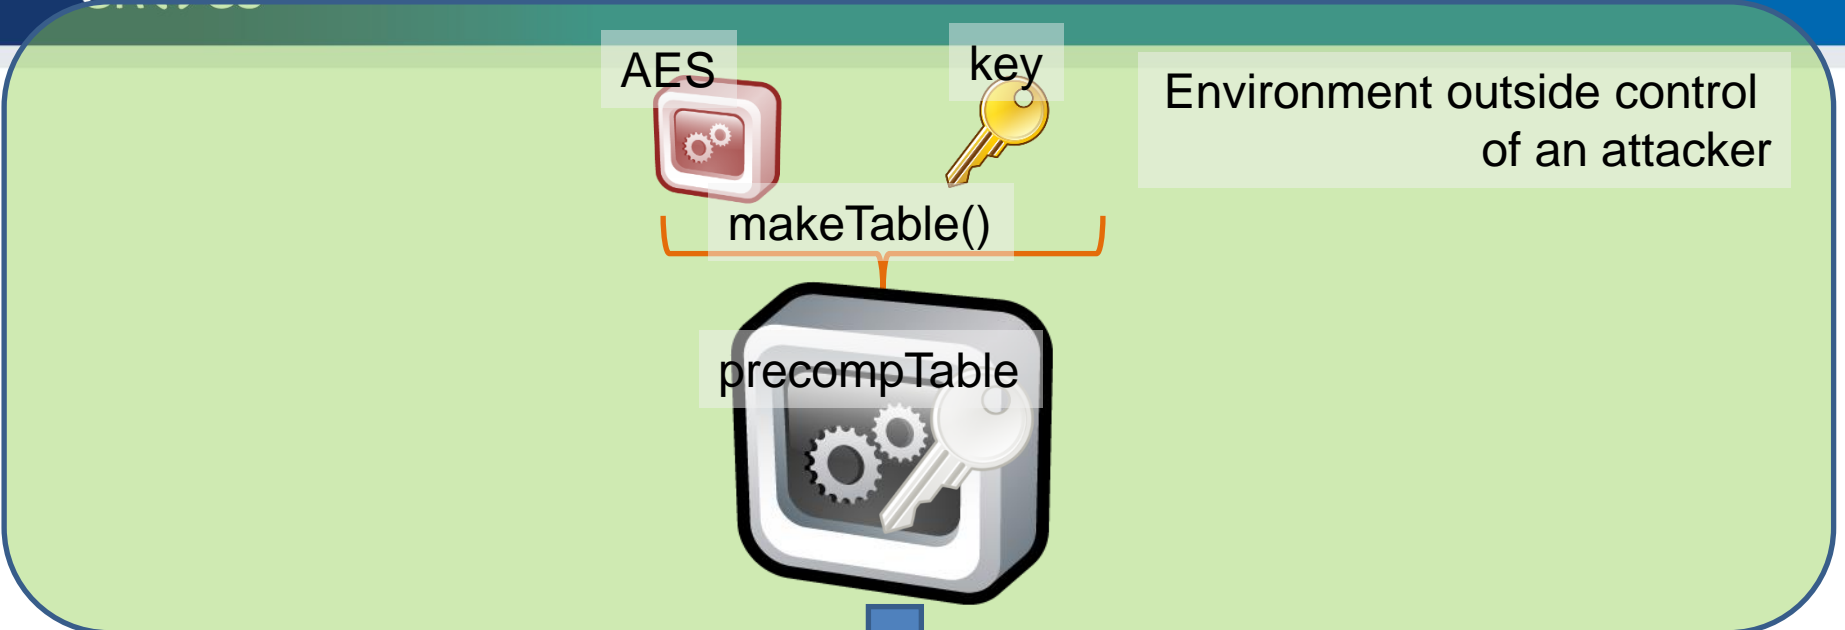 AES
key
Environment outside control
of an attacker
makeTable()
precompTable